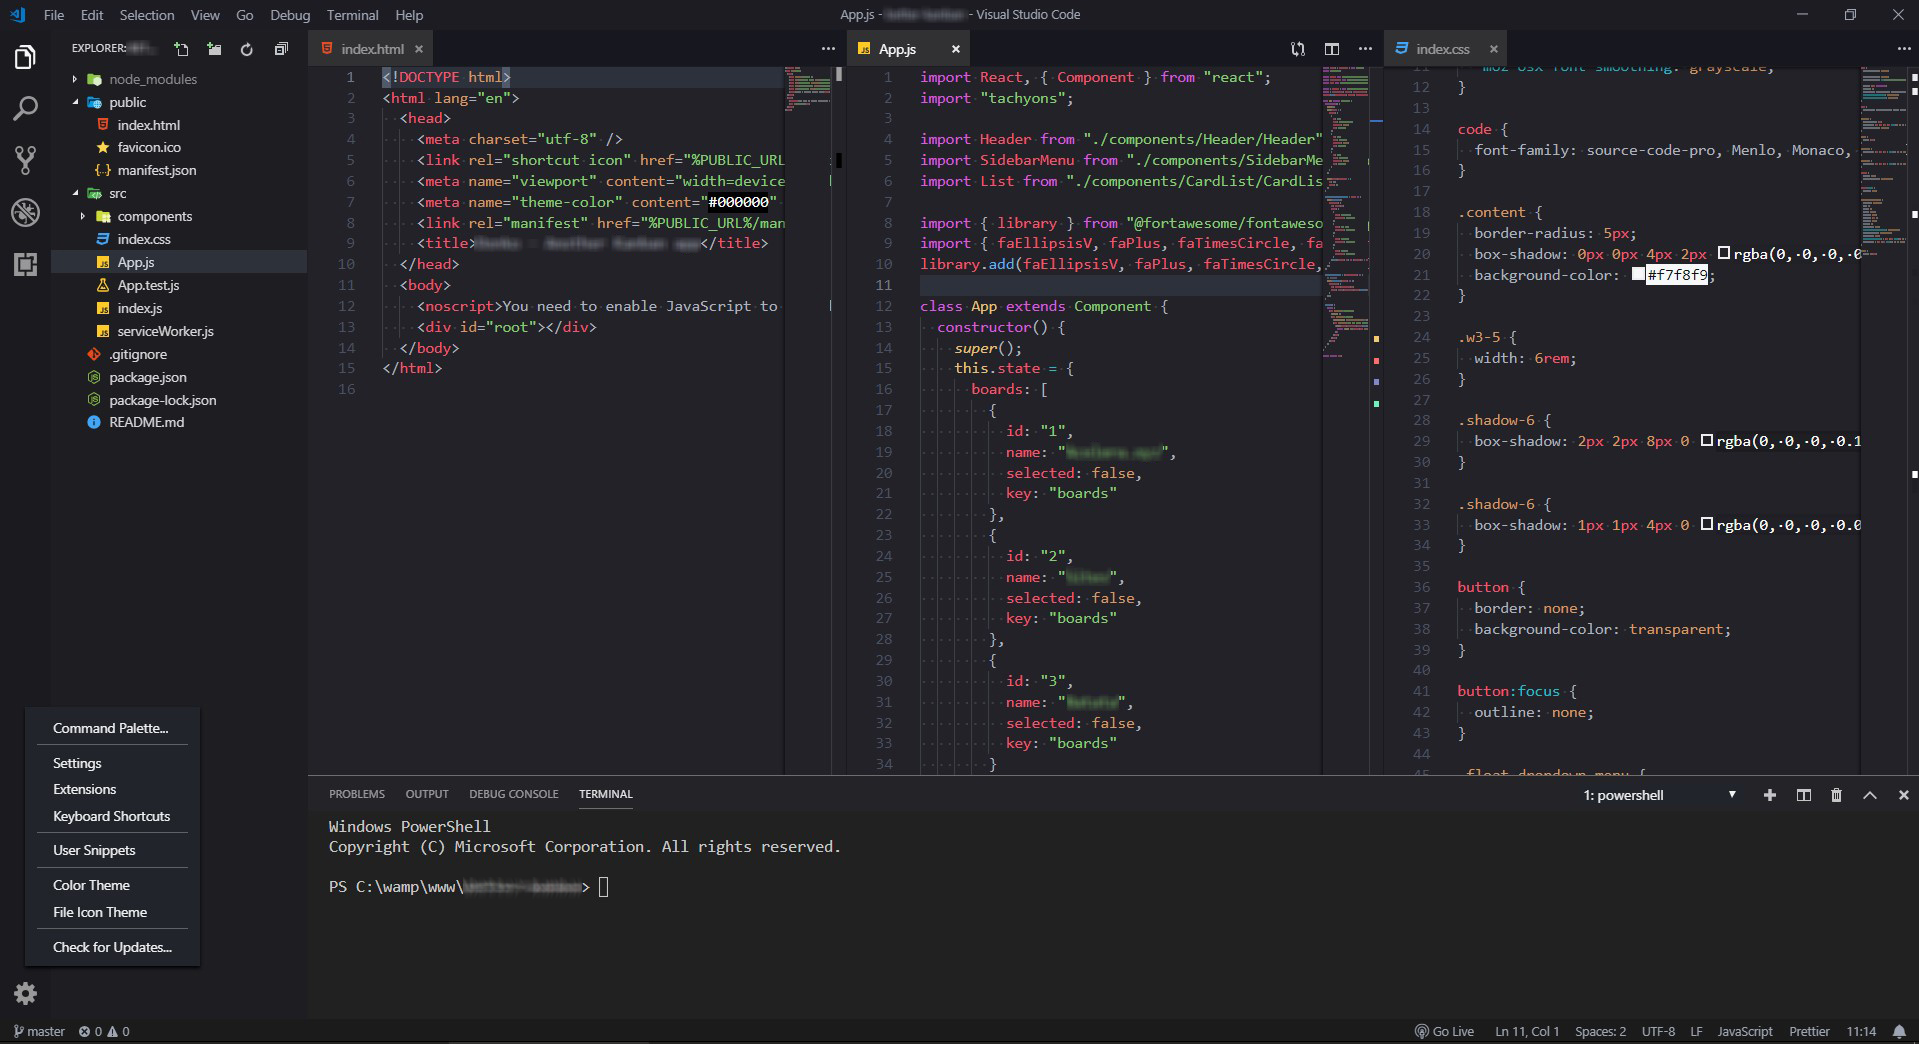 File Edit Selection View Go Debug Terminal Help
App.js - - Visual Studio Code
EXPLORER:
node_modules
public
index.html
favicon.ico
manifest.json
src
components
index.css
App.js
App.test.js
index.js
serviceWorker.js
.gitignore
package.json
package-lock.json
README.md
Command Palette...
Settings
Extensions
Keyboard Shortcuts
User Snippets
Color Theme
File Icon Theme
Check for Updates...
index.html
1 <!DOCTYPE html>
2 <html lang="en">
3 <head>
4 <meta charset="utf-8" />
5 <link rel="shortcut icon" href="%PUBLIC_URL
6 <meta name="viewport" content="width=device
7 <meta name="theme-color" content="#000000"
8 <link rel="manifest" href="%PUBLIC_URL%/man
9 <title></title>
10 </head>
11 <body>
12 <noscript>You need to enable JavaScript to
13 <div id="root"></div>
14 </body>
15 </html>
16
App.js
1 import React, { Component } from "react";
2 import "tachyons";
3
4 import Header from "./components/Header/Header"
5 import SidebarMenu from "./components/SidebarMe
6 import List from "./components/CardList/CardLis
7
8 import { library } from "@fortawesome/fontaweso
9 import { faEllipsisV, faPlus, faTimesCircle, fa
10 library.add(faEllipsisV, faPlus, faTimesCircle,
11
12 class App extends Component {
13 constructor() {
14 super();
15 this.state = {
16 boards: [
17 {
18 id: "1",
19 name: "",
20 selected: false,
21 key: "boards"
22 },
23 {
24 id: "2",
25 name: "",
26 selected: false,
27 key: "boards"
28 },
29 {
30 id: "3",
31 name: "",
32 selected: false,
33 key: "boards"
34 }
index.css
11 moz-osx-font-smoothing: grayscale;
12 }
13
14 code {
15 font-family: source-code-pro, Menlo, Monaco,
16 }
17
18 .content {
19 border-radius: 5px;
20 box-shadow: 0px 0px 4px 2px rgba(0,·0,·0,·0
21 background-color: #f7f8f9;
22 }
23
24 .w3-5 {
25 width: 6rem;
26 }
27
28 .shadow-6 {
29 box-shadow: 2px 2px 8px 0 rgba(0,·0,·0,·0.1
30 }
31
32 .shadow-6 {
33 box-shadow: 1px 1px 4px 0 rgba(0,·0,·0,·0.0
34 }
35
36 button {
37 border: none;
38 background-color: transparent;
39 }
40
41 button:focus {
42 outline: none;
43 }
44
45 .float-dropdown-menu {
PROBLEMS OUTPUT DEBUG CONSOLE TERMINAL
1: powershell
Windows PowerShell
Copyright (C) Microsoft Corporation. All rights reserved.
PS C:\wamp\www\>
master 0 0
Go Live Ln 11, Col 1 Spaces: 2 UTF-8 LF JavaScript Prettier 11:14